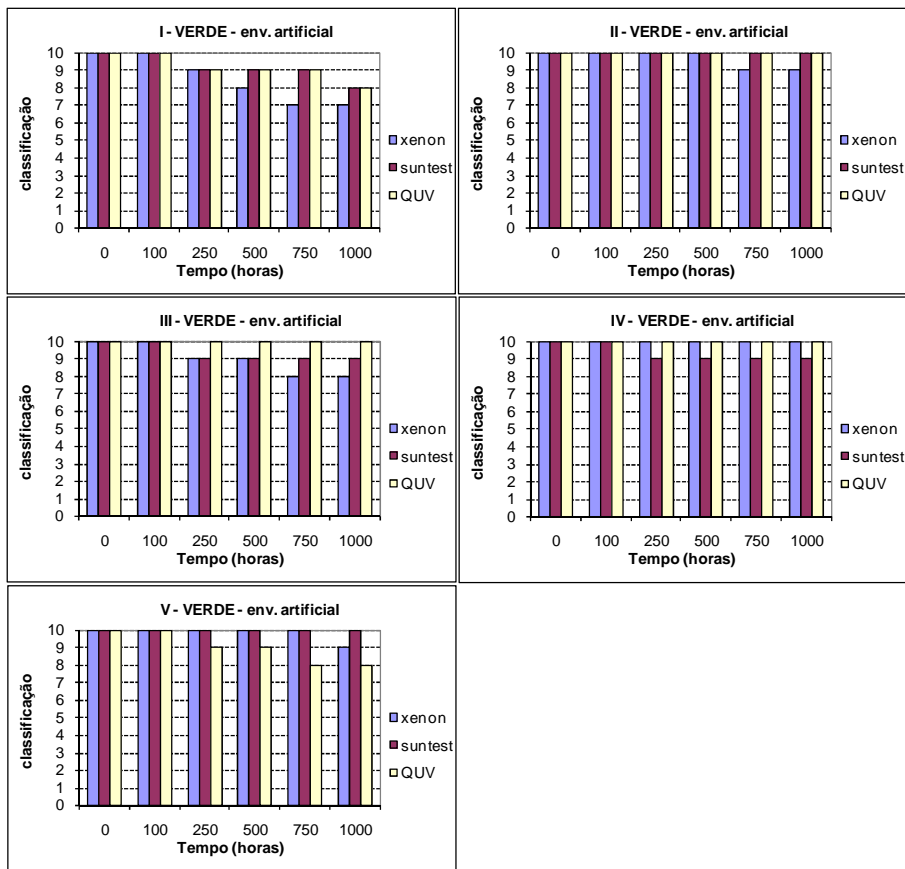 I - VERDE - env. artificial
classificação
10
9
8
7
6
5
4
3
2
1
0
0 100 250 500 750 1000
Tempo (horas)
xenon
suntest
QUV
II - VERDE - env. artificial
classificação
10
9
8
7
6
5
4
3
2
1
0
0 100 250 500 750 1000
Tempo (horas)
xenon
suntest
QUV
III - VERDE - env. artificial
classificação
10
9
8
7
6
5
4
3
2
1
0
0 100 250 500 750 1000
Tempo (horas)
xenon
suntest
QUV
IV - VERDE - env. artificial
classificação
10
9
8
7
6
5
4
3
2
1
0
0 100 250 500 750 1000
Tempo (horas)
xenon
suntest
QUV
V - VERDE - env. artificial
classificação
10
9
8
7
6
5
4
3
2
1
0
0 100 250 500 750 1000
Tempo (horas)
xenon
suntest
QUV